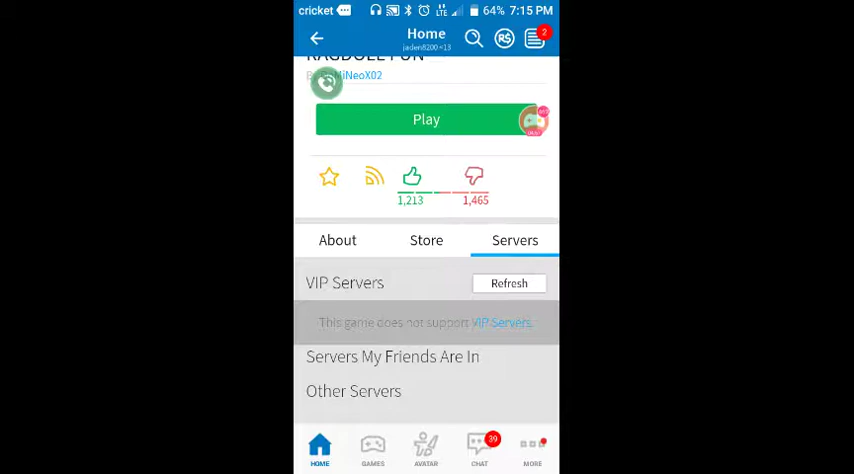 cricket LTE 64% 7:15 PM
Home
jaden8200 <13
R$ 2
RAGDOLL FUN
By DeMiNeoX02
Play
1,213 1,465
About Store Servers
VIP Servers Refresh
This game does not support VIP Servers.
Servers My Friends Are In
Other Servers
39
HOME GAMES AVATAR CHAT MORE